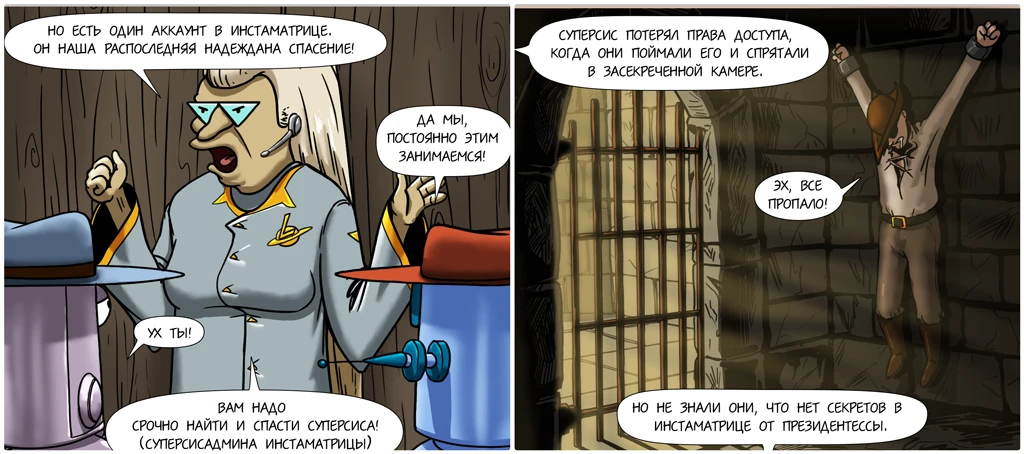 НО ЕСТЬ ОДИН АККАУНТ В ИНСТАМАТРИЦЕ.
ОН НАША РАСПОСЛЕДНЯЯ НАДЕЖДАНА СПАСЕНИЕ!
ДА МЫ,
ПОСТОЯННО ЭТИМ
ЗАНИМАЕМСЯ!
УХ ТЫ!
ВАМ НАДО
СРОЧНО НАЙТИ И СПАСТИ СУПЕРСИСА!
(СУПЕРСИСАДМИНА ИНСТАМАТРИЦЫ)
СУПЕРСИС ПОТЕРЯЛ ПРАВА ДОСТУПА,
КОГДА ОНИ ПОЙМАЛИ ЕГО И СПРЯТАЛИ
В ЗАСЕКРЕЧЕННОЙ КАМЕРЕ.
ЭХ, ВСЕ
ПРОПАЛО!
НО НЕ ЗНАЛИ ОНИ, ЧТО НЕТ СЕКРЕТОВ В
ИНСТАМАТРИЦЕ ОТ ПРЕЗИДЕНТЕССЫ.